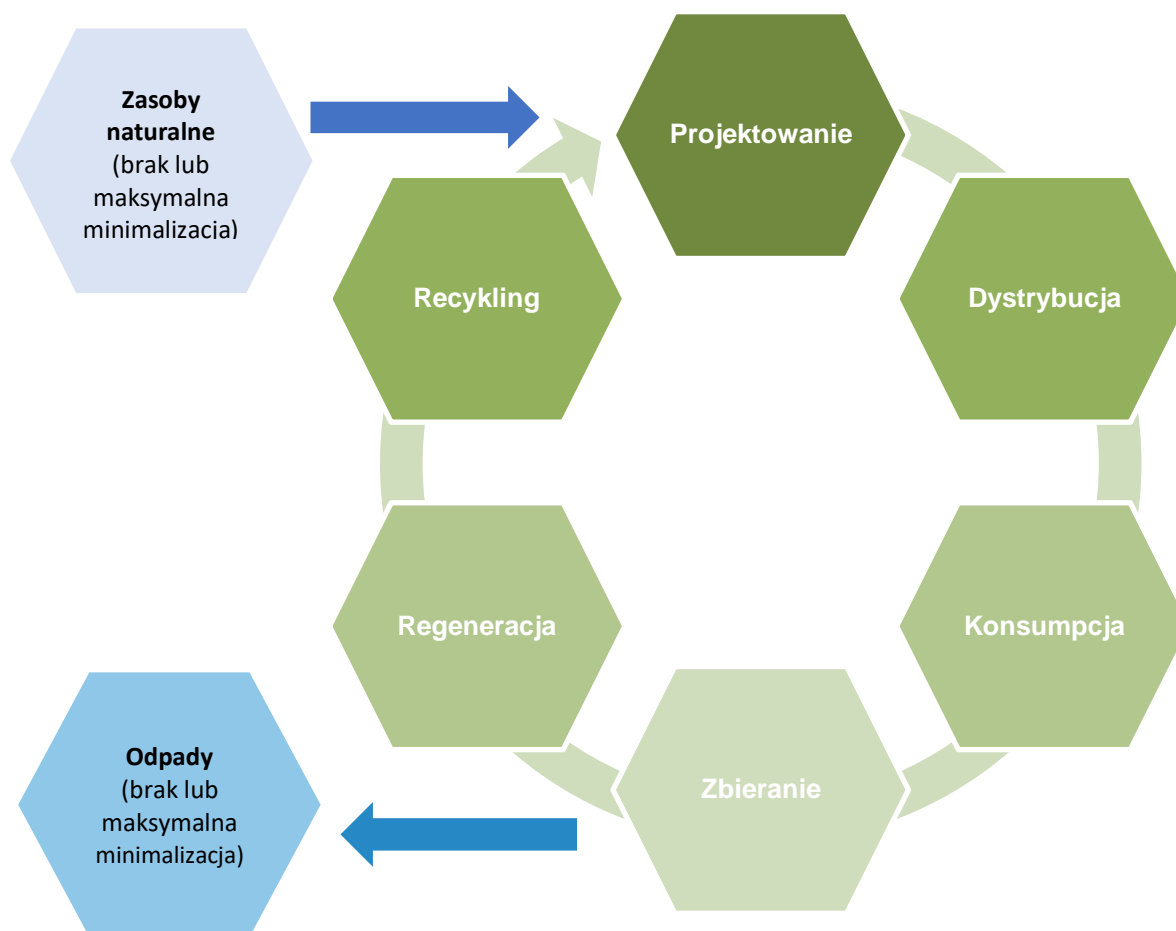 Zasoby
naturalne
(brak lub
maksymalna
minimalizacja)
Projektowanie
Recykling
Dystrybucja
Regeneracja
Konsumpcja
Zbieranie
Odpady
(brak lub
maksymalna
minimalizacja)